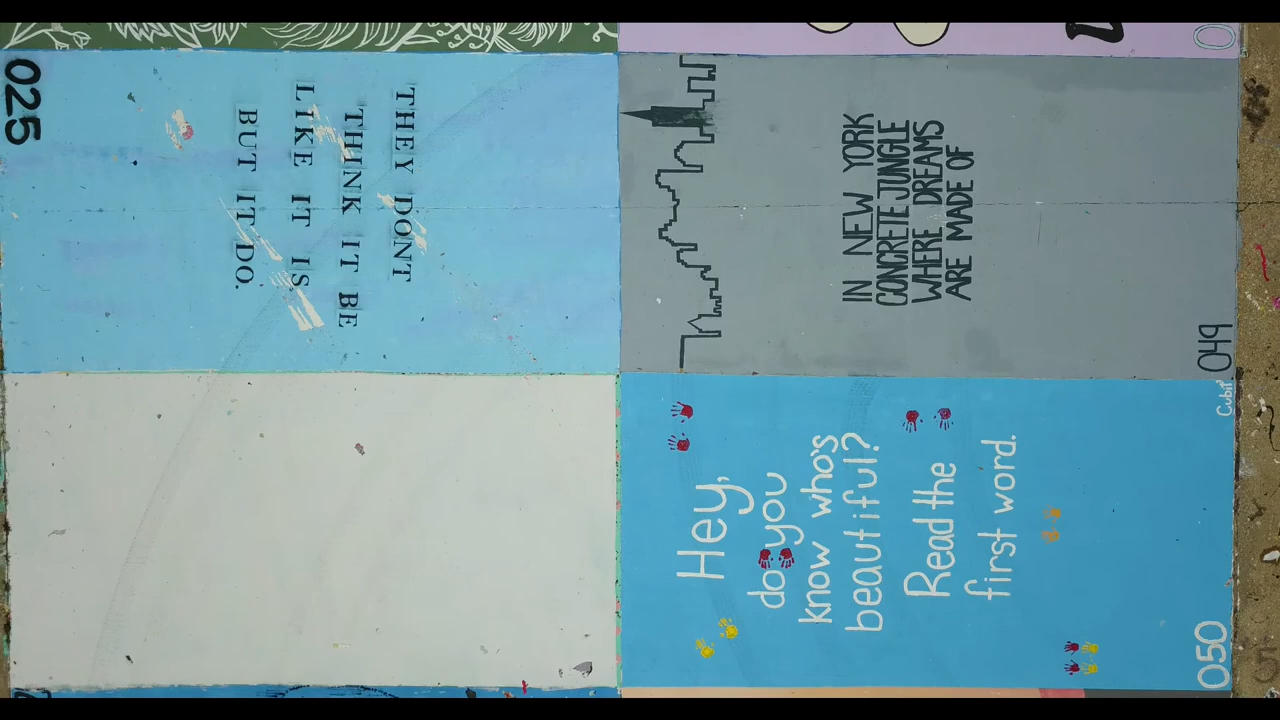 025
THEY DONT
THINK IT BE
LIKE IT IS
BUT IT DO.
IN NEW YORK
CONCRETE JUNGLE
WHERE DREAMS
ARE MADE OF
049
Cubit
Hey,
do you
know who's
beautiful?
Read the
first word.
050